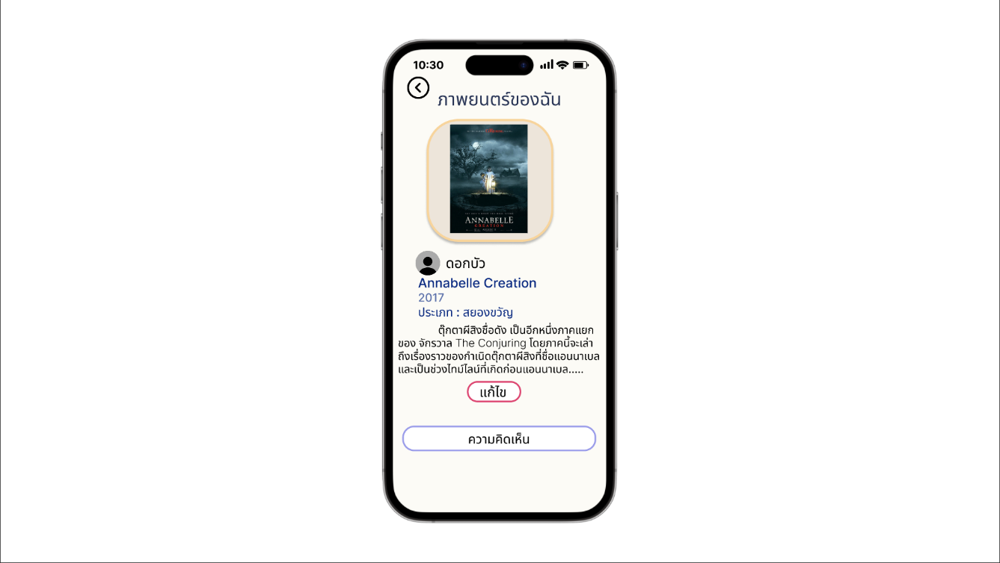 10:30
ภาพยนตร์ของฉัน
ANNABELLE
CREATION
ดอกบัว
Annabelle Creation
2017
ประเภท : สยองขวัญ
ตุ๊กตาผีสิงชื่อดัง เป็นอีกหนึ่งภาคแยก
ของ จักรวาล The Conjuring โดยภาคนี้จะเล่า
ถึงเรื่องราวของกำเนิดตุ๊กตาผีสิงที่ชื่อแอนนาเบล
และเป็นช่วงไทม์ไลน์ที่เกิดก่อนแอนนาเบล.....
แก้ไข
ความคิดเห็น